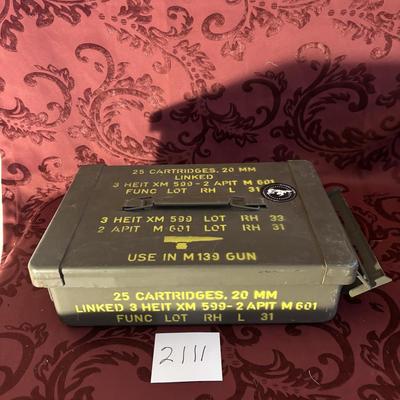 25 CARTRIDGES, 20 MM
LINKED
3 HEIT XM 599-2 APIT M 601
FUNC LOT RH L 31
3 HEIT XM 599 LOT RH 33
2 APIT M 601 LOT RH 31
USE IN M 139 GUN
25 CARTRIDGES, 20 MM
LINKED 3 HEIT XM 599-2 APIT M 601
FUNC LOT RH L 31
2111